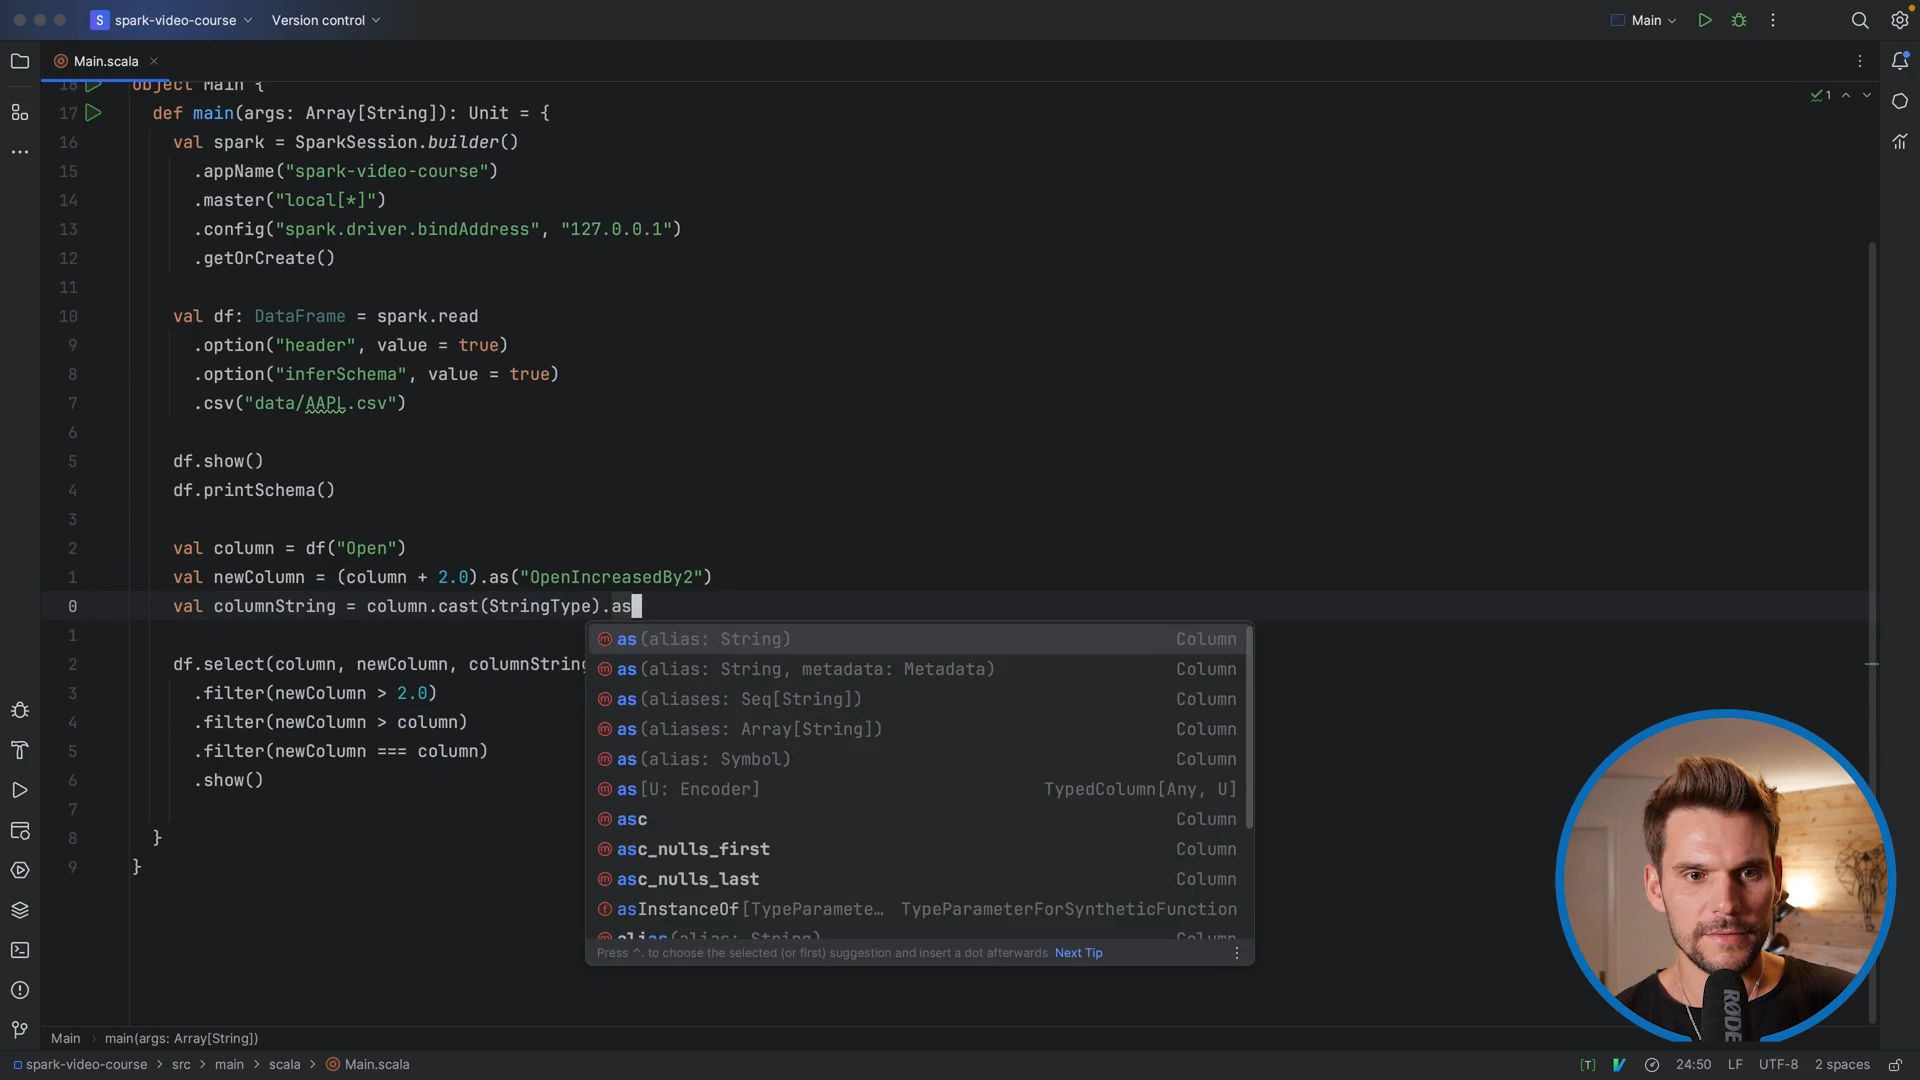 S spark-video-course Version control Main
Main.scala
18 object Main {
17 def main(args: Array[String]): Unit = {
16 val spark = SparkSession.builder()
15 .appName("spark-video-course")
14 .master("local[*]")
13 .config("spark.driver.bindAddress", "127.0.0.1")
12 .getOrCreate()
11
10 val df: DataFrame = spark.read
9 .option("header", value = true)
8 .option("inferSchema", value = true)
7 .csv("data/AAPL.csv")
6
5 df.show()
4 df.printSchema()
3
2 val column = df("Open")
1 val newColumn = (column + 2.0).as("OpenIncreasedBy2")
0 val columnString = column.cast(StringType).as
1
2 df.select(column, newColumn, columnString
3 .filter(newColumn > 2.0)
4 .filter(newColumn > column)
5 .filter(newColumn === column)
6 .show()
7
8 }
9 }
1
as(alias: String) Column
as(alias: String, metadata: Metadata) Column
as(aliases: Seq[String]) Column
as(aliases: Array[String]) Column
as(alias: Symbol) Column
as[U: Encoder] TypedColumn[Any, U]
asc Column
asc_nulls_first Column
asc_nulls_last Column
asInstanceOf[TypeParamete… TypeParameterForSyntheticFunction
alias(alias: String) Column
Press ^. to choose the selected (or first) suggestion and insert a dot afterwards Next Tip
RØDE
Main > main(args: Array[String])
spark-video-course > src > main > scala > Main.scala 24:50 LF UTF-8 2 spaces